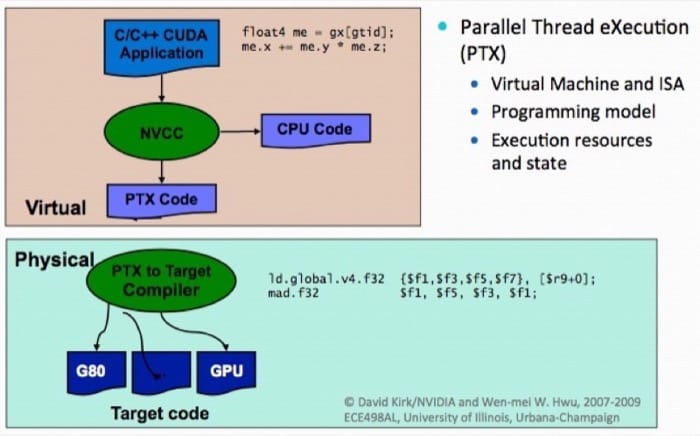 C/C++ CUDA
Application
float4 me = gx[gtid];
me.x += me.y * me.z;
NVCC
CPU Code
PTX Code
Virtual
• Parallel Thread eXecution
(PTX)
• Virtual Machine and ISA
• Programming model
• Execution resources
and state
Physical
PTX to Target
Compiler
ld.global.v4.f32 {$f1,$f3,$f5,$f7}, [$r9+0];
mad.f32 $f1, $f5, $f3, $f1;
G80
GPU
Target code
© David Kirk/NVIDIA and Wen-mei W. Hwu, 2007-2009
ECE498AL, University of Illinois, Urbana-Champaign